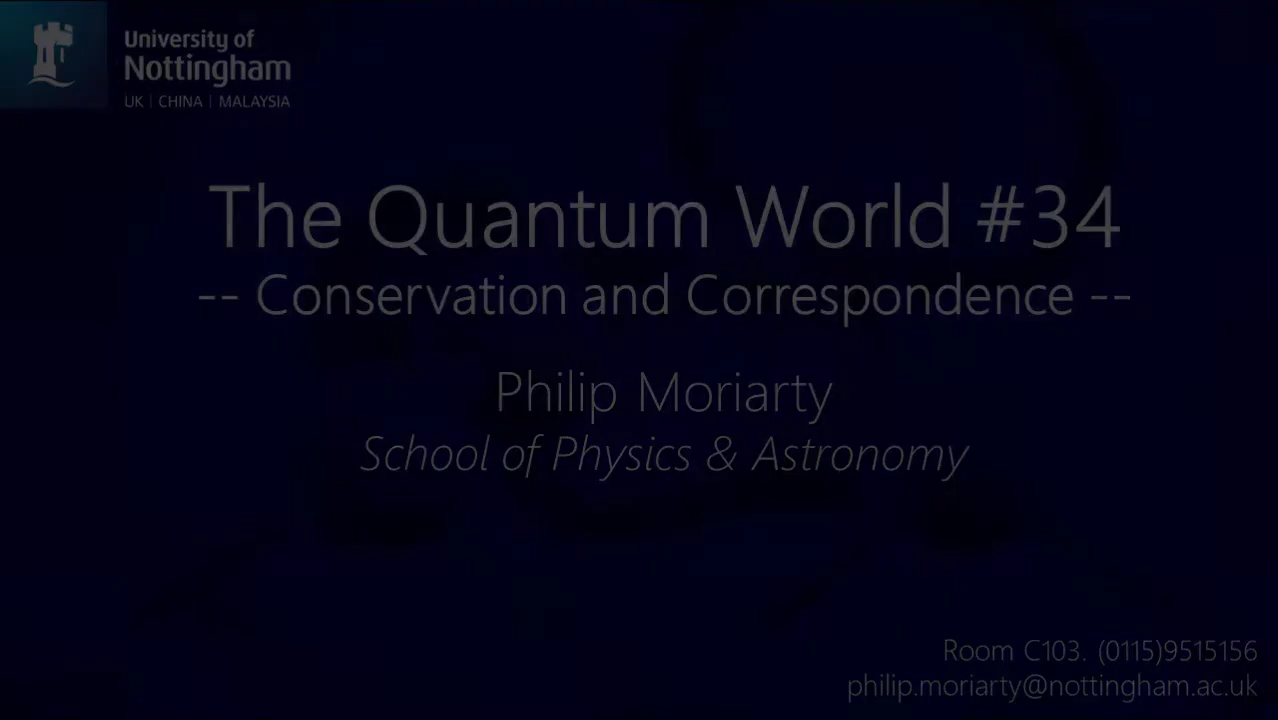 University of
Nottingham
UK | CHINA | MALAYSIA
The Quantum World #34
-- Conservation and Correspondence --
Philip Moriarty
School of Physics & Astronomy
Room C103. (0115)9515156
philip.moriarty@nottingham.ac.uk